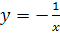 y = −1/x